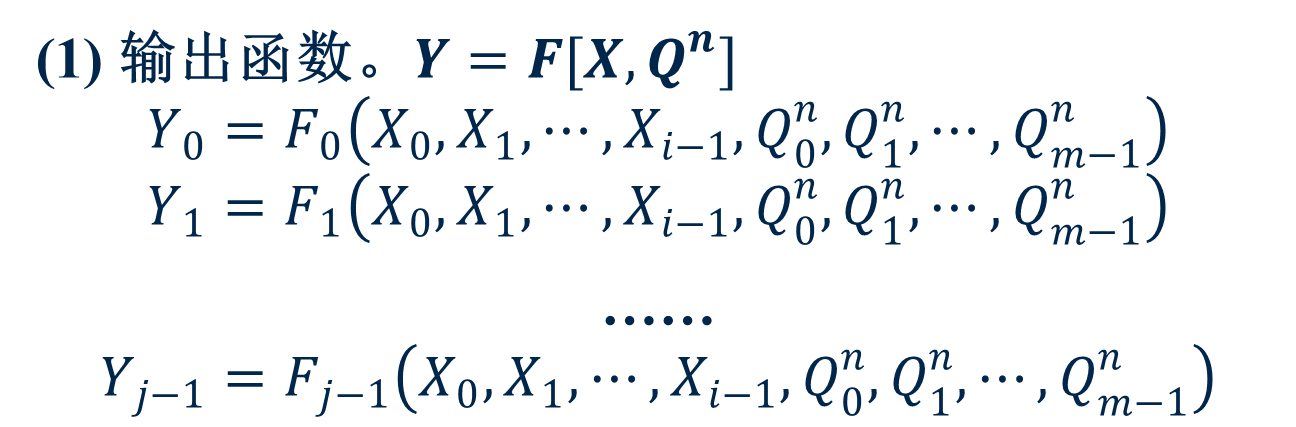 (1) 输出函数。Y = F[X, Qⁿ]
Y₀ = F₀(X₀, X₁, ⋯, Xᵢ₋₁, Q₀ⁿ, Q₁ⁿ, ⋯, Qₘ₋₁ⁿ)
Y₁ = F₁(X₀, X₁, ⋯, Xᵢ₋₁, Q₀ⁿ, Q₁ⁿ, ⋯, Qₘ₋₁ⁿ)
……
Yⱼ₋₁ = Fⱼ₋₁(X₀, X₁, ⋯, Xᵢ₋₁, Q₀ⁿ, Q₁ⁿ, ⋯, Qₘ₋₁ⁿ)